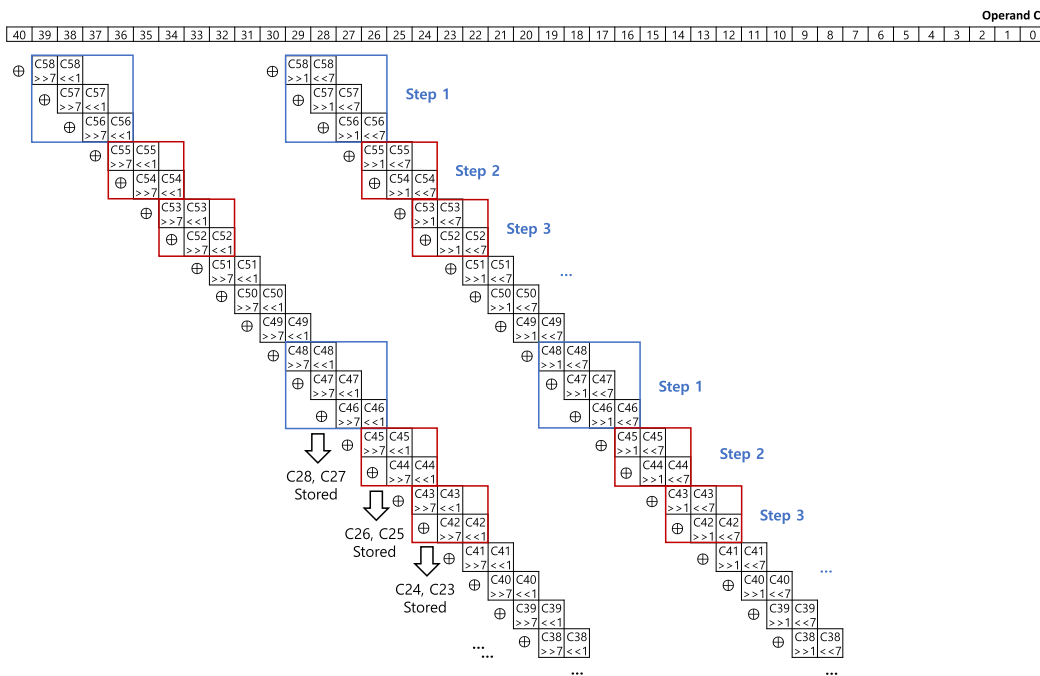 Operand C
40 39 38 37 36 35 34 33 32 31 30 29 28 27 26 25 24 23 22 21 20 19 18 17 16 15 14 13 12 11 10 9 8 7 6 5 4 3 2 1 0
⊕ C58 C58 ⊕ C58 C58
>>7 <<1 >>1 <<7
⊕ C57 C57 ⊕ C57 C57 Step 1
>>7 <<1 >>1 <<7
⊕ C56 C56 ⊕ C56 C56
>>7 <<1 >>1 <<7
⊕ C55 C55 ⊕ C55 C55
>>7 <<1 >>1 <<7 Step 2
⊕ C54 C54 ⊕ C54 C54
>>7 <<1 >>1 <<7
⊕ C53 C53 ⊕ C53 C53
>>7 <<1 >>1 <<7 Step 3
⊕ C52 C52 ⊕ C52 C52
>>7 <<1 >>1 <<7
⊕ C51 C51 ⊕ C51 C51 ...
>>7 <<1 >>1 <<7
⊕ C50 C50 ⊕ C50 C50
>>7 <<1 >>1 <<7
⊕ C49 C49 ⊕ C49 C49
>>7 <<1 >>1 <<7
⊕ C48 C48 ⊕ C48 C48
>>7 <<1 >>1 <<7
⊕ C47 C47 ⊕ C47 C47 Step 1
>>7 <<1 >>1 <<7
⊕ C46 C46 ⊕ C46 C46
>>7 <<1 >>1 <<7
⊕ C45 C45 ⊕ C45 C45
>>7 <<1 >>1 <<7 Step 2
⊕ C44 C44 ⊕ C44 C44
>>7 <<1 >>1 <<7
C28, C27
Stored
⊕ C43 C43 ⊕ C43 C43
>>7 <<1 >>1 <<7 Step 3
⊕ C42 C42 ⊕ C42 C42
>>7 <<1 >>1 <<7
C26, C25
Stored
⊕ C41 C41 ⊕ C41 C41
>>7 <<1 >>1 <<7 ...
⊕ C40 C40 ⊕ C40 C40
>>7 <<1 >>1 <<7
C24, C23
Stored
⊕ C39 C39 ⊕ C39 C39
>>7 <<1 >>1 <<7
⊕ C38 C38 ⊕ C38 C38
>>7 <<1 >>1 <<7
...
...
... ...